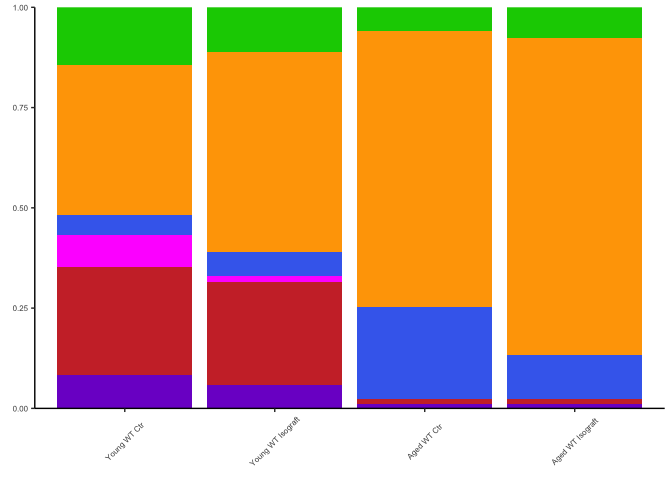 1.00
0.75
0.50
0.25
0.00
Young WT Ctr
Young WT Isograft
Aged WT Ctr
Aged WT Isograft